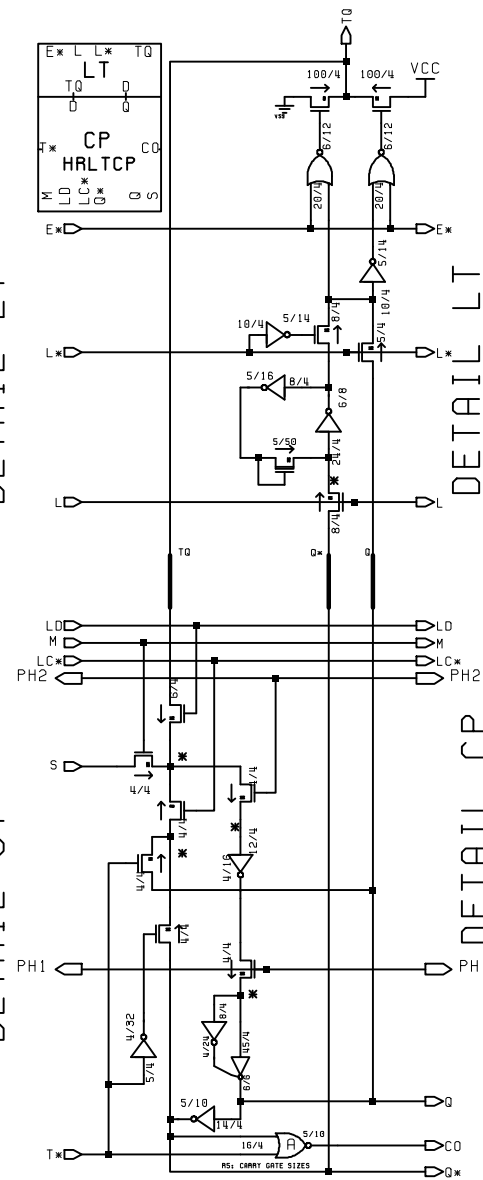 TQ
E* L L* TQ
LT
TQ D
D Q
T* CP CO
HRLTCP
M LD LC* Q* Q S
100/4 100/4 VCC
VSS
6/12 6/12
20/4 20/4
E* E*
5/14
10/4
10/4 5/14 8/4 5/4
L* L*
5/16 8/4
6/8
5/50 24/4
*
L L
8/4
DETAIL LT
TQ Q* Q
LD LD
M M
LC* LC*
PH2 PH2
6/4
S *
4/4 4/4
4/4 * 12/4
* 4/16
4/4
4/4 4/4
PH1 PH
*
4/32 8/4
4/24 45/4
5/4 6/6
5/10 Q
14/4
A 5/10
T* 16/4 CO
R5: CARRY GATE SIZES
Q*
DETAIL CP